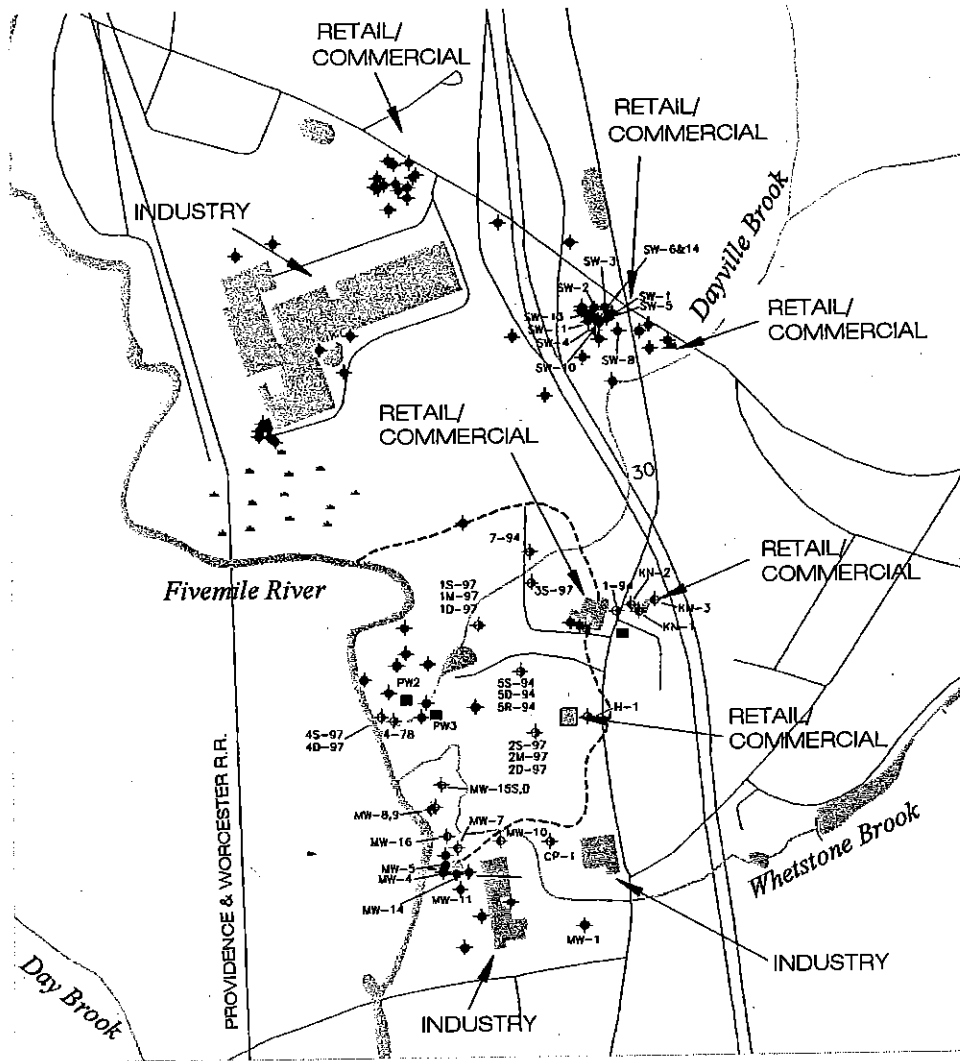 RETAIL/
COMMERCIAL
RETAIL/
COMMERCIAL
INDUSTRY
Dayville Brook
SW-6&14
SW-3
SW-2
SW-1
SW-5
SW-13
SW-11
SW-4
SW-10
SW-8
RETAIL/
COMMERCIAL
RETAIL/
COMMERCIAL
30
7-94
Fivemile River
1S-97
1M-97
1D-97
3S-97
1-94
KN-2
RETAIL/
COMMERCIAL
KN-3
KN-1
5S-94
5D-94
5R-94
PW2
PW3
H-1
4S-97
4D-97
4-78
2S-97
2M-97
2D-97
RETAIL/
COMMERCIAL
MW-15S,D
MW-8,9
MW-7
MW-16
MW-10
CP-1
MW-5
MW-4
MW-11
MW-14
Whetstone Brook
MW-1
INDUSTRY
INDUSTRY
PROVIDENCE & WORCESTER R.R.
Day Brook